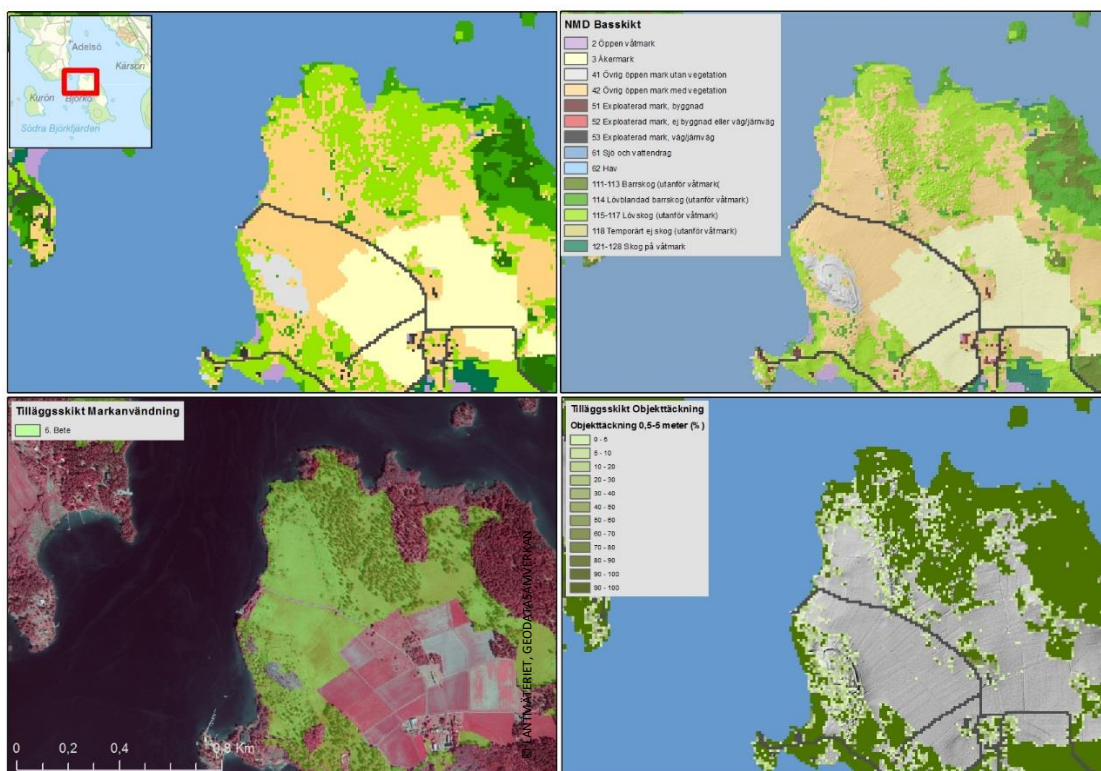 Adelsö
Kärsön
Kurön
Björkö
Södra Björkfjärden
NMD Basskikt
2 Öppen våtmark
3 Åkermark
41 Övrig öppen mark utan vegetation
42 Övrig öppen mark med vegetation
51 Exploaterad mark, byggnad
52 Exploaterad mark, ej byggnad eller väg/järnväg
53 Exploaterad mark, väg/järnväg
61 Sjö och vattendrag
62 Hav
111-113 Barrskog (utanför våtmark(
114 Lövblandad barrskog (utanför våtmark)
115-117 Lövskog (utanför våtmark)
118 Temporärt ej skog (utanför våtmark)
121-128 Skog på våtmark
Tilläggsskikt Markanvändning
6. Bete
© LANTMÄTERIET, GEODATASAMVERKAN
0 0,2 0,4 0,8 Km
Tilläggsskikt Objekttäckning
Objekttäckning 0,5-5 meter (%)
0 - 5
5 - 10
10 - 20
20 - 30
30 - 40
40 - 50
50 - 60
60 - 70
70 - 80
80 - 90
90 - 100
90 - 100